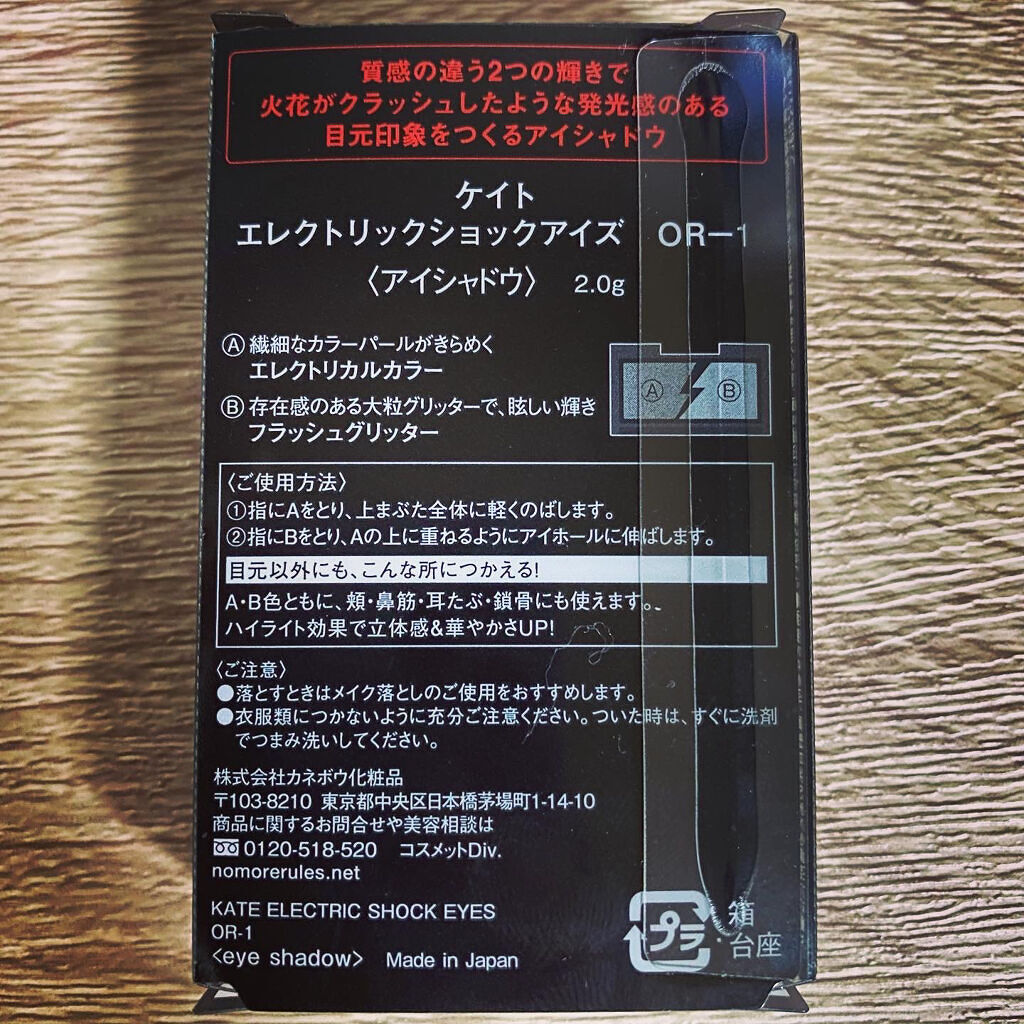 質感の違う2つの輝きで
火花がクラッシュしたような発光感のある
目元印象をつくるアイシャドウ
ケイト
エレクトリックショックアイズ OR-1
〈アイシャドウ〉 2.0g
Ⓐ 繊細なカラーパールがきらめく
エレクトリカルカラー
Ⓑ 存在感のある大粒グリッターで、眩しい輝き
フラッシュグリッター
Ⓐ Ⓑ
〈ご使用方法〉
①指にAをとり、上まぶた全体に軽くのばします。
②指にBをとり、Aの上に重ねるようにアイホールに伸ばします。
目元以外にも、こんな所につかえる!
A・B色ともに、頬・鼻筋・耳たぶ・鎖骨にも使えます。
ハイライト効果で立体感&華やかさUP!
〈ご注意〉
●落とすときはメイク落としのご使用をおすすめします。
●衣服類につかないように充分ご注意ください。ついた時は、すぐに洗剤
でつまみ洗いしてください。
株式会社カネボウ化粧品
〒103-8210 東京都中央区日本橋茅場町1-14-10
商品に関するお問合せや美容相談は
0120-518-520 コスメットDiv.
nomorerules.net
KATE ELECTRIC SHOCK EYES
OR-1
<eye shadow> Made in Japan
プラ 箱
・台座